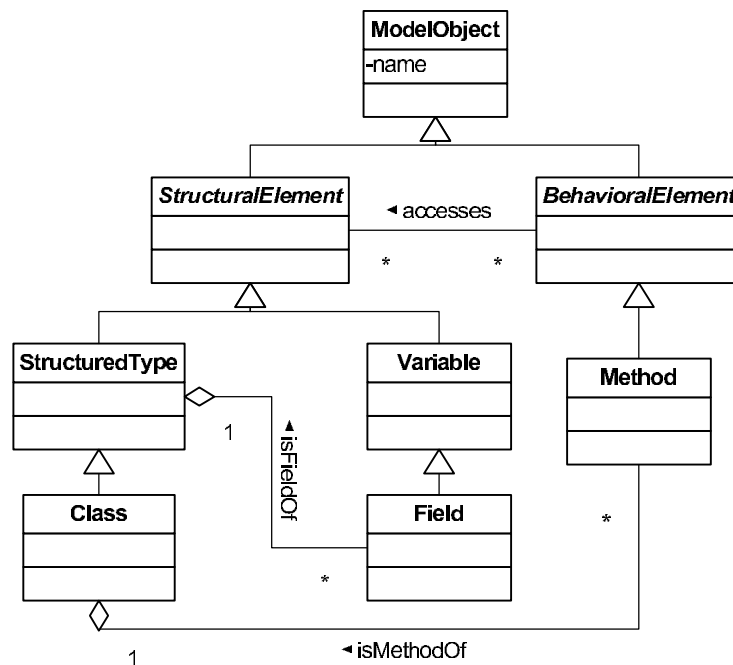 ModelObject
-name
StructuralElement
◄ accesses
BehavioralElement
*
*
StructuredType
Variable
Method
1
◄ isFieldOf
Class
Field
*
*
1
◄ isMethodOf